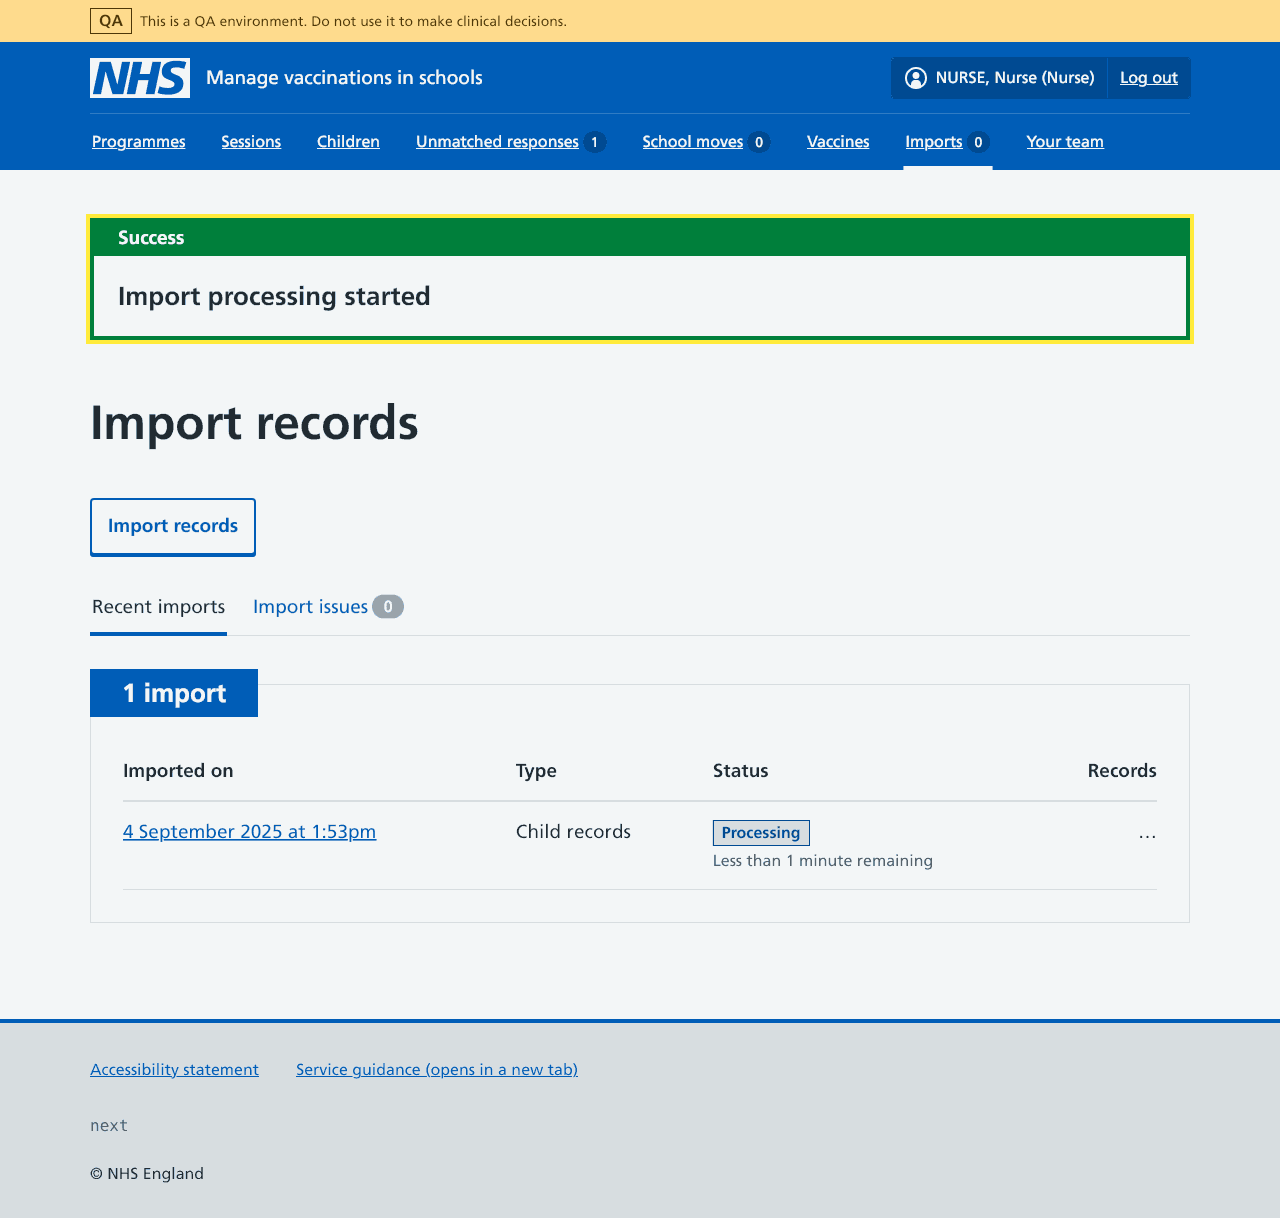 QA This is a QA environment. Do not use it to make clinical decisions.
NHS Manage vaccinations in schools NURSE, Nurse (Nurse) Log out
Programmes Sessions Children Unmatched responses 1 School moves 0 Vaccines Imports 0 Your team
Success
Import processing started
Import records
Import records
Recent imports Import issues 0
1 import
Imported on Type Status Records
4 September 2025 at 1:53pm Child records Processing …
Less than 1 minute remaining
Accessibility statement Service guidance (opens in a new tab)
next
© NHS England